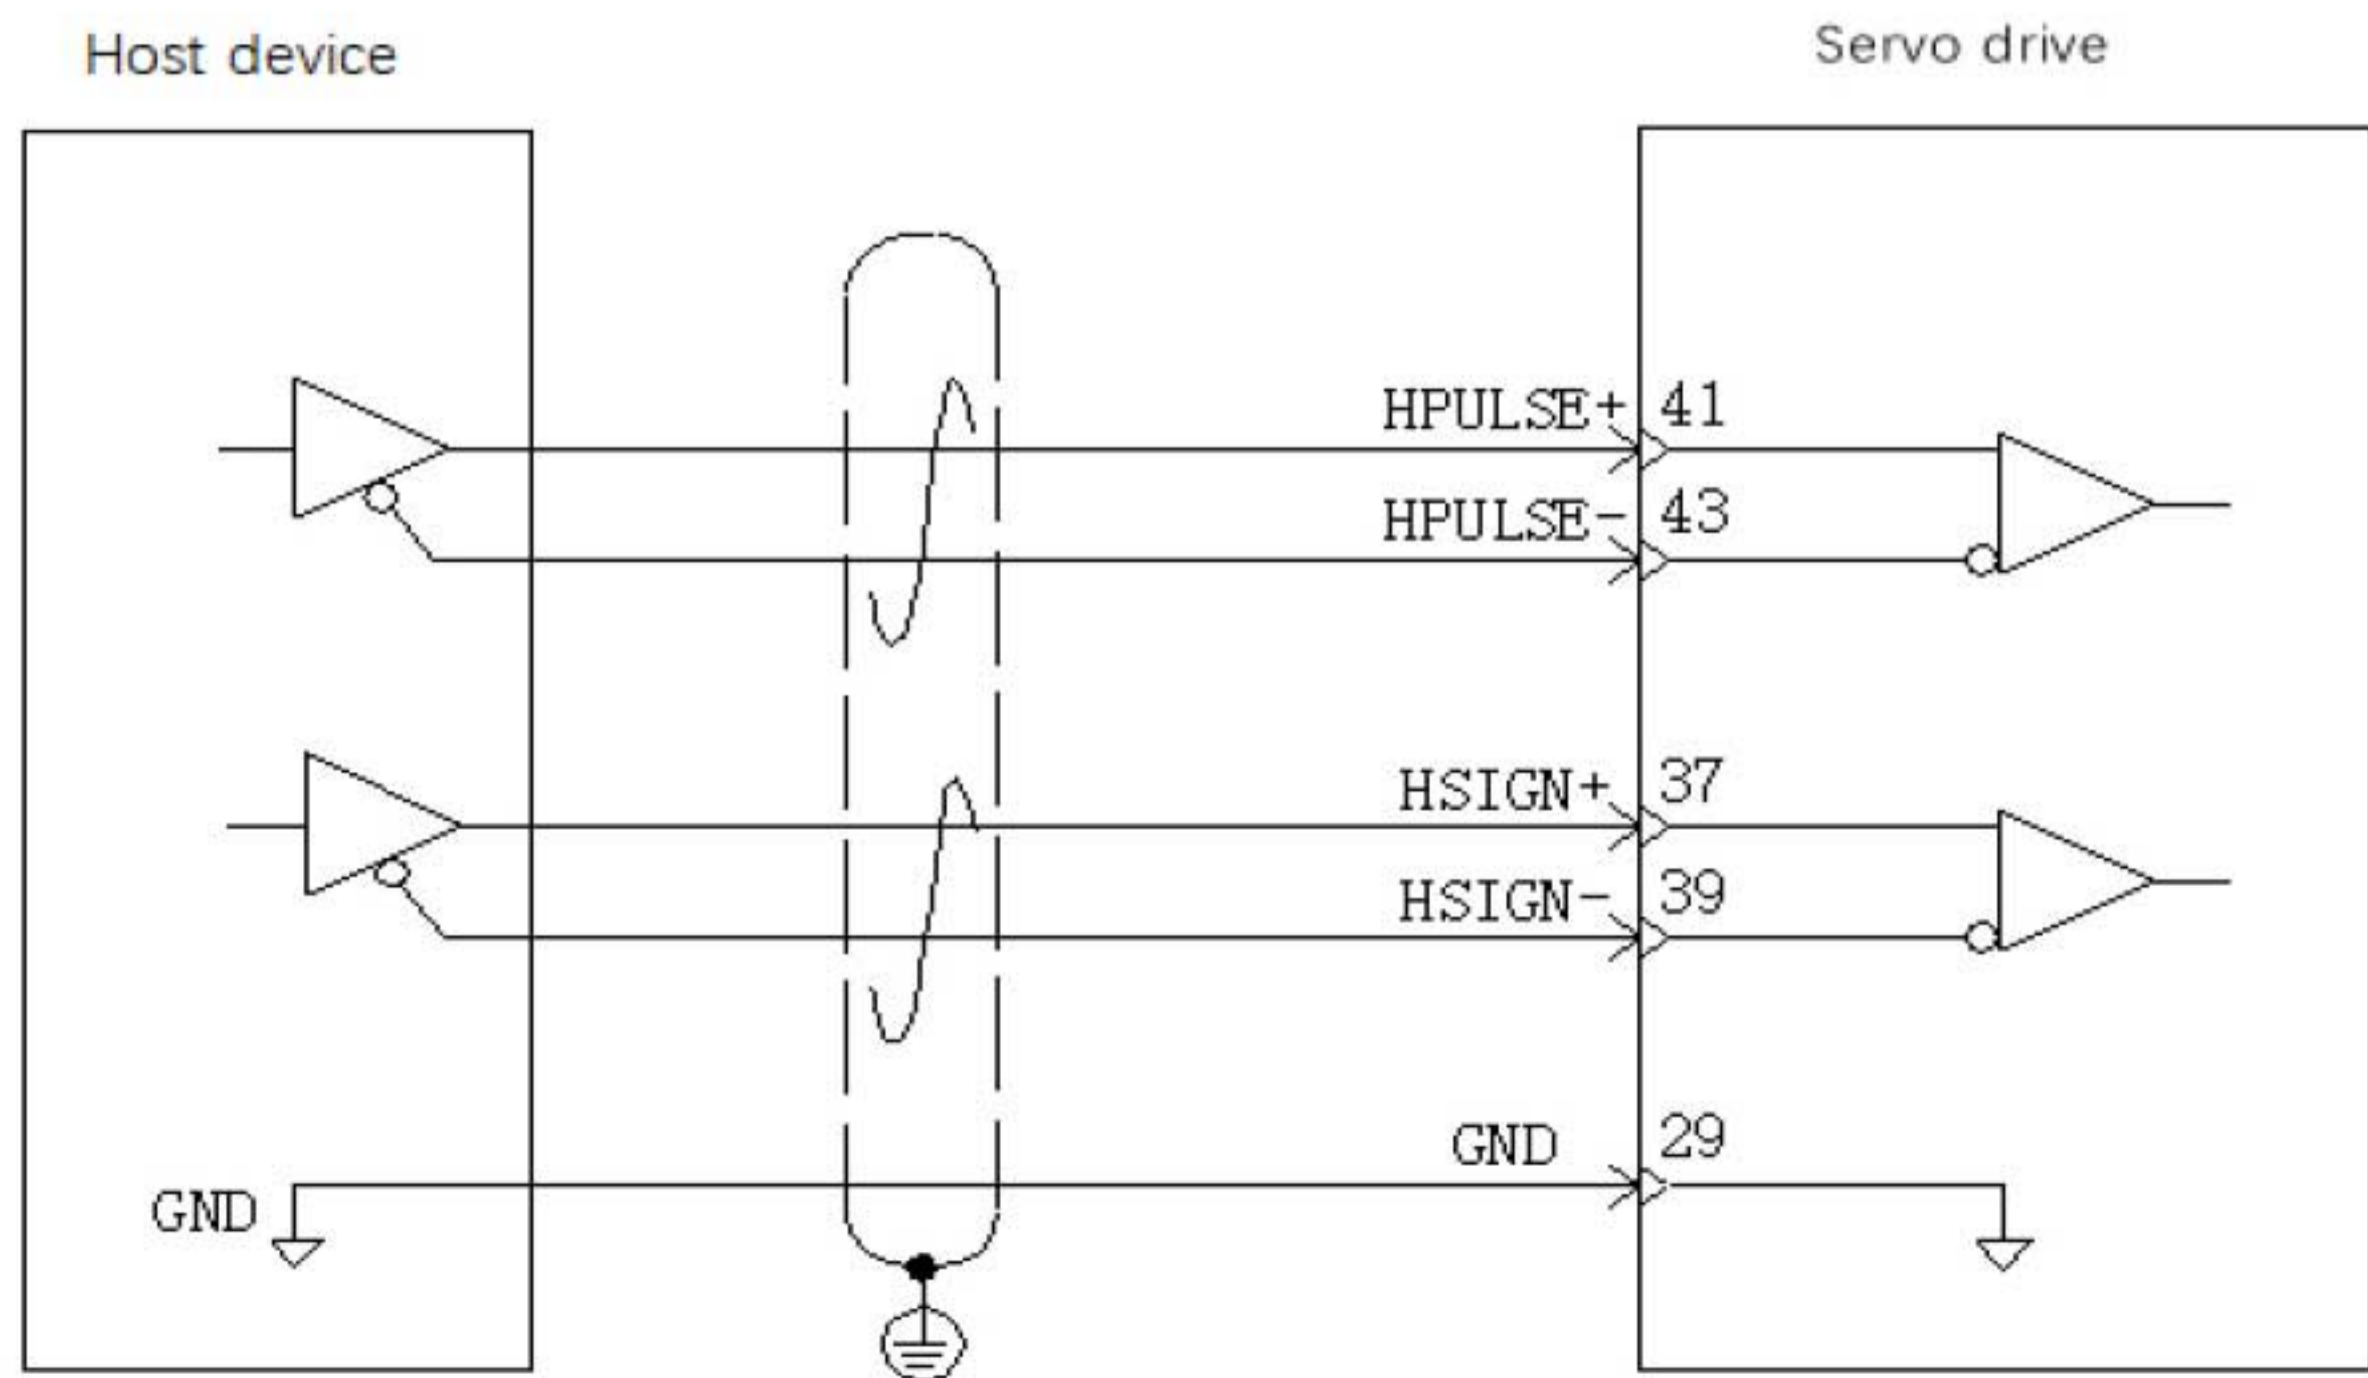 Host device
Servo drive
HPULSE+ 41
HPULSE- 43
HSIGN+ 37
HSIGN- 39
GND 29
GND